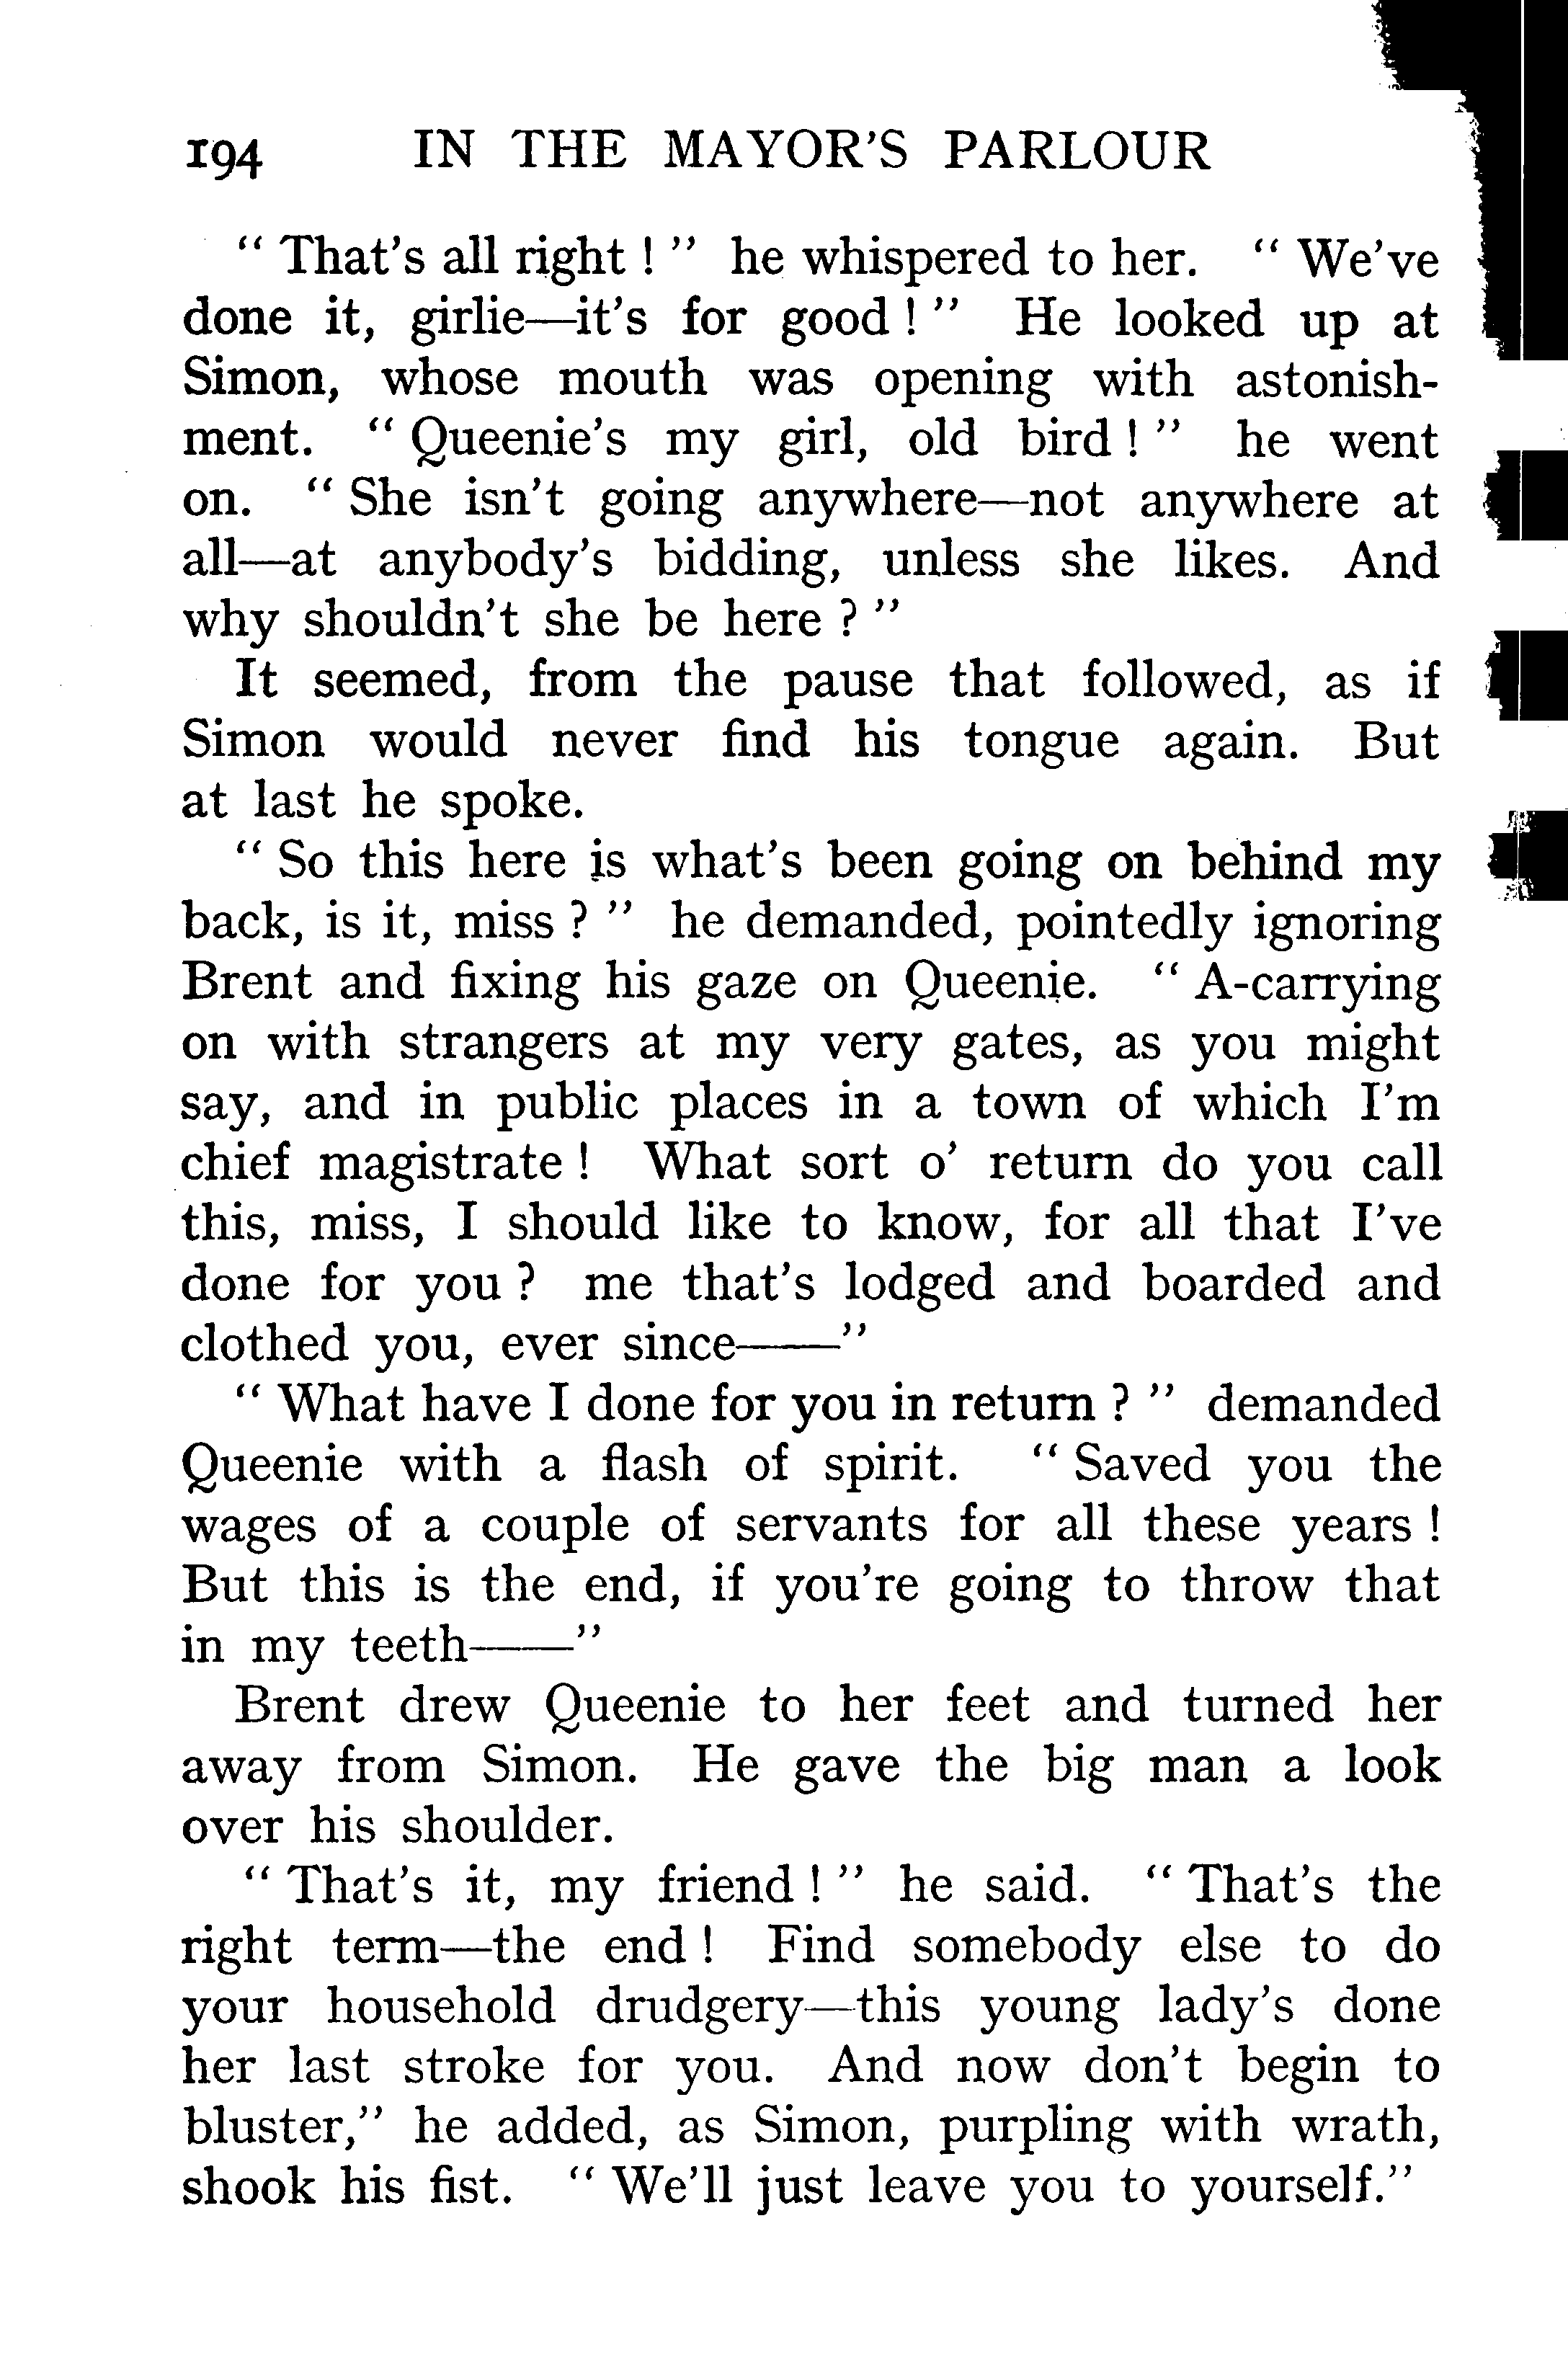 194 IN THE MAYOR'S PARLOUR
“ That's all right ! ” he whispered to her. “ We've
done it, girlie—it's for good ! ” He looked up at
Simon, whose mouth was opening with astonish-
ment. “ Queenie's my girl, old bird ! ” he went
on. “ She isn't going anywhere—not anywhere at
all—at anybody's bidding, unless she likes. And
why shouldn't she be here ? ”
It seemed, from the pause that followed, as if
Simon would never find his tongue again. But
at last he spoke.
“ So this here is what's been going on behind my
back, is it, miss ? ” he demanded, pointedly ignoring
Brent and fixing his gaze on Queenie. “ A-carrying
on with strangers at my very gates, as you might
say, and in public places in a town of which I'm
chief magistrate ! What sort o' return do you call
this, miss, I should like to know, for all that I've
done for you ? me that's lodged and boarded and
clothed you, ever since——”
“ What have I done for you in return ? ” demanded
Queenie with a flash of spirit. “ Saved you the
wages of a couple of servants for all these years !
But this is the end, if you're going to throw that
in my teeth——”
Brent drew Queenie to her feet and turned her
away from Simon. He gave the big man a look
over his shoulder.
“ That's it, my friend ! ” he said. “ That's the
right term—the end ! Find somebody else to do
your household drudgery—this young lady's done
her last stroke for you. And now don't begin to
bluster,” he added, as Simon, purpling with wrath,
shook his fist. “ We'll just leave you to yourself.”